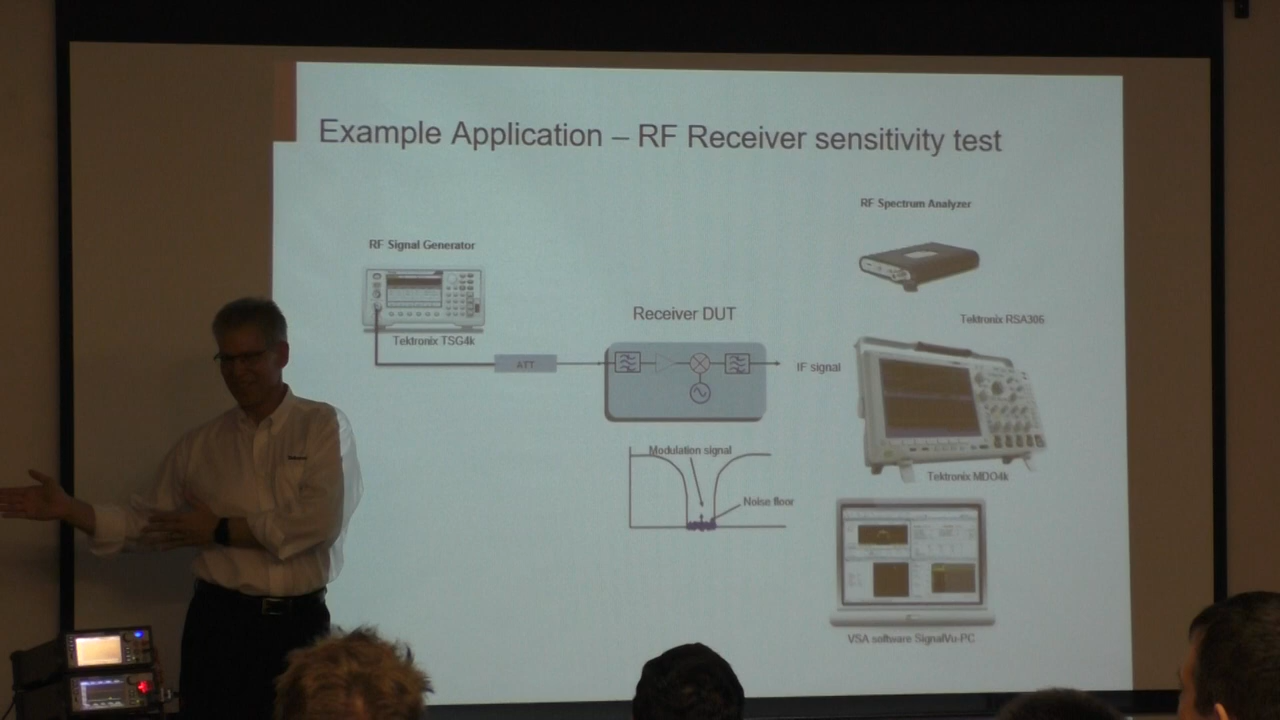 Example Application – RF Receiver sensitivity test
RF Spectrum Analyzer
RF Signal Generator
Receiver DUT
Tektronix RSA306
Tektronix TSG4k
ATT
IF signal
Modulation signal
Tektronix MDO4k
Noise floor
VSA software SignalVu-PC